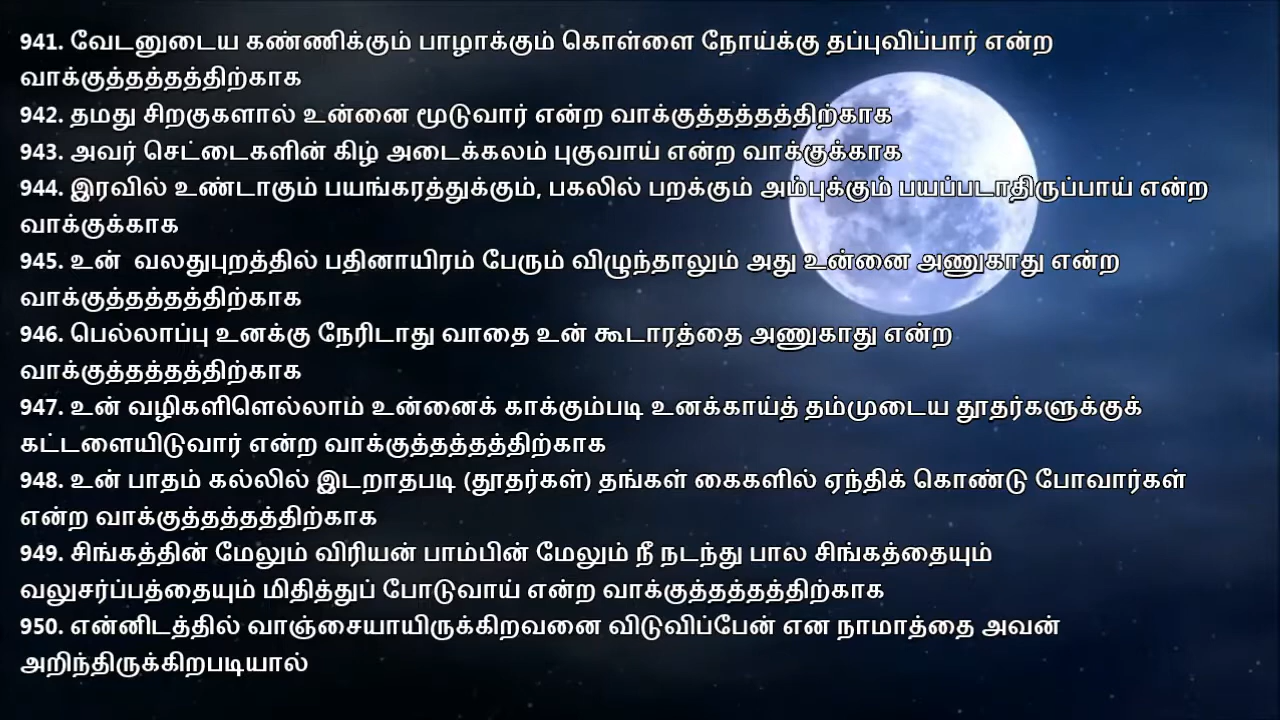 941. வேடனுடைய கண்ணிக்கும் பாழாக்கும் கொள்ளை நோய்க்கு தப்புவிப்பார் என்ற
வாக்குத்தத்தத்திற்காக
942. தமது சிறகுகளால் உன்னை மூடுவார் என்ற வாக்குத்தத்தத்திற்காக
943. அவர் செட்டைகளின் கிழ் அடைக்கலம் புகுவாய் என்ற வாக்குக்காக
944. இரவில் உண்டாகும் பயங்கரத்துக்கும், பகலில் பறக்கும் அம்புக்கும் பயப்படாதிருப்பாய் என்ற
வாக்குக்காக
945. உன்  வலதுபுறத்தில் பதினாயிரம் பேரும் விழுந்தாலும் அது உன்னை அணுகாது என்ற
வாக்குத்தத்தத்திற்காக
946. பெல்லாப்பு உனக்கு நேரிடாது வாதை உன் கூடாரத்தை அணுகாது என்ற
வாக்குத்தத்தத்திற்காக
947. உன் வழிகளிளெல்லாம் உன்னைக் காக்கும்படி உனக்காய்த் தம்முடைய தூதர்களுக்குக்
கட்டளையிடுவார் என்ற வாக்குத்தத்தத்திற்காக
948. உன் பாதம் கல்லில் இடறாதபடி (தூதர்கள்) தங்கள் கைகளில் ஏந்திக் கொண்டு போவார்கள்
என்ற வாக்குத்தத்தத்திற்காக
949. சிங்கத்தின் மேலும் விரியன் பாம்பின் மேலும் நீ நடந்து பால சிங்கத்தையும்
வலுசர்ப்பத்தையும் மிதித்துப் போடுவாய் என்ற வாக்குத்தத்தத்திற்காக
950. என்னிடத்தில் வாஞ்சையாயிருக்கிறவனை விடுவிப்பேன் என நாமாத்தை அவன்
அறிந்திருக்கிறபடியால்